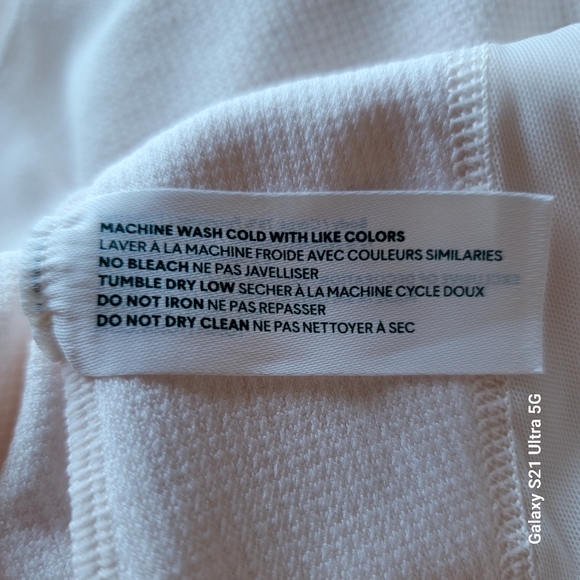 MACHINE WASH COLD WITH LIKE COLORS
LAVER À LA MACHINE FROIDE AVEC COULEURS SIMILARIES
NO BLEACH NE PAS JAVELLISER
TUMBLE DRY LOW SECHER À LA MACHINE CYCLE DOUX
DO NOT IRON NE PAS REPASSER
DO NOT DRY CLEAN NE PAS NETTOYER À SEC
Galaxy S21 Ultra 5G